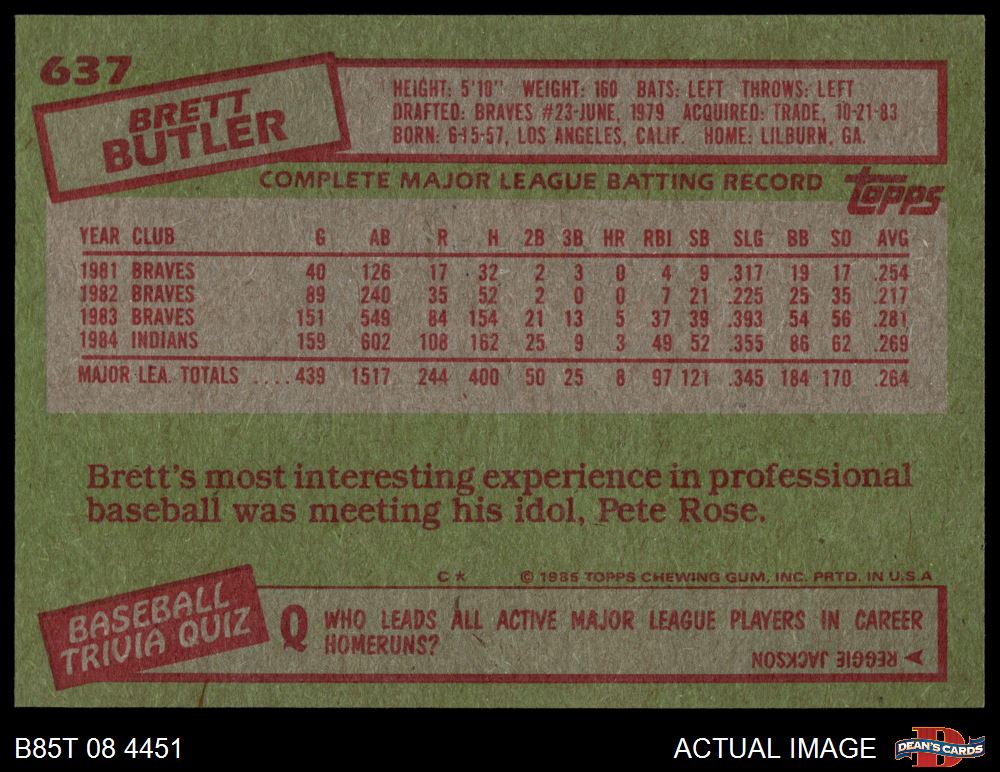 637
BRETT
BUTLER
HEIGHT: 5'10" WEIGHT: 160 BATS: LEFT THROWS: LEFT
DRAFTED: BRAVES #23-JUNE, 1979 ACQUIRED: TRADE, 10-21-83
BORN: 6-15-57, LOS ANGELES, CALIF. HOME: LILBURN, GA.
COMPLETE MAJOR LEAGUE BATTING RECORD
Topps
YEAR CLUB G AB R H 2B 3B HR RBI SB SLG BB SO AVG
1981 BRAVES 40 126 17 32 2 3 0 4 9 .317 19 17 .254
1982 BRAVES 89 240 35 52 2 0 0 7 21 .225 25 35 .217
1983 BRAVES 151 549 84 154 21 13 5 37 39 .393 54 56 .281
1984 INDIANS 159 602 108 162 25 9 3 49 52 .355 86 62 .269
MAJOR LEA. TOTALS .... 439 1517 244 400 50 25 8 97 121 .345 184 170 .264
Brett's most interesting experience in professional
baseball was meeting his idol, Pete Rose.
C* © 1985 TOPPS CHEWING GUM, INC. PRTD. IN U.S.A
BASEBALL
TRIVIA QUIZ
Q WHO LEADS ALL ACTIVE MAJOR LEAGUE PLAYERS IN CAREER
HOMERUNS?
REGGIE JACKSON
B85T 08 4451
ACTUAL IMAGE
D
DEAN'S CARDS